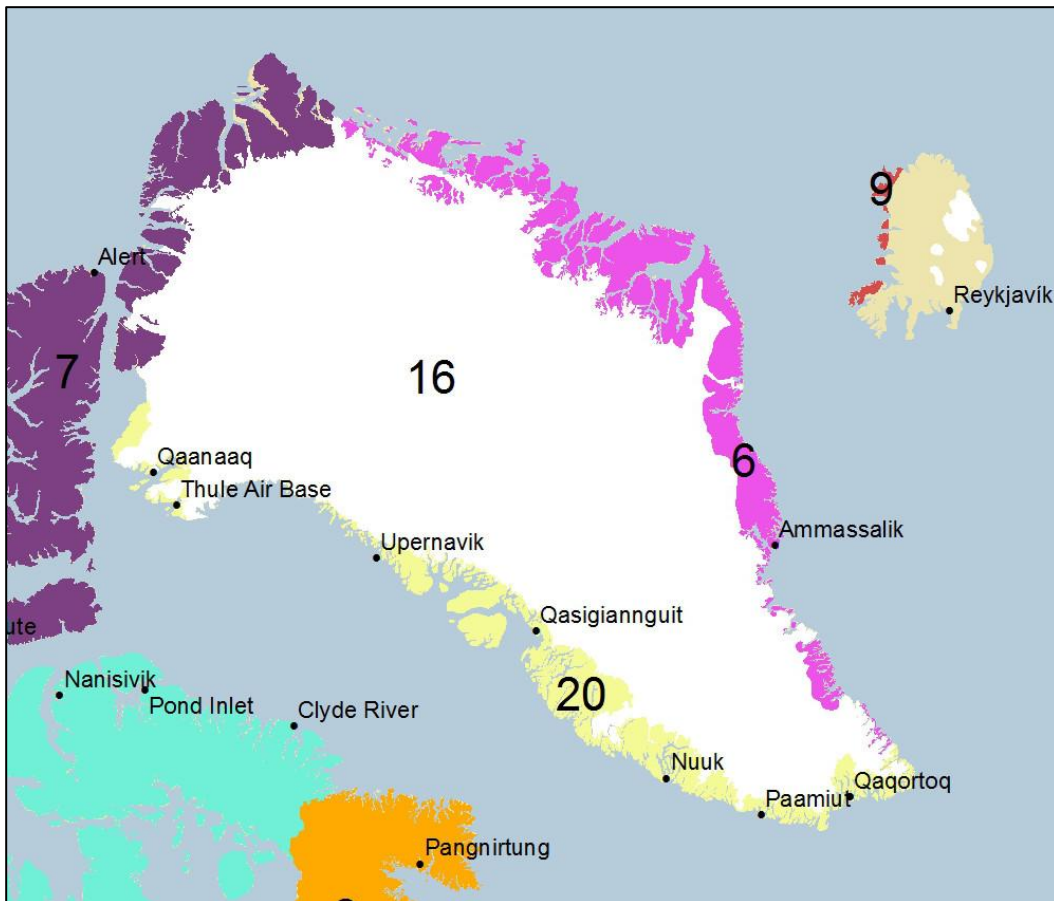 9
Alert
Reykjavík
7
16
Qaanaaq
6
Thule Air Base
Ammassalik
Upernavik
Qasigiannguit
ute
Nanisivik
20
Pond Inlet
Clyde River
Nuuk
Qaqortoq
Paamiut
Pangnirtung